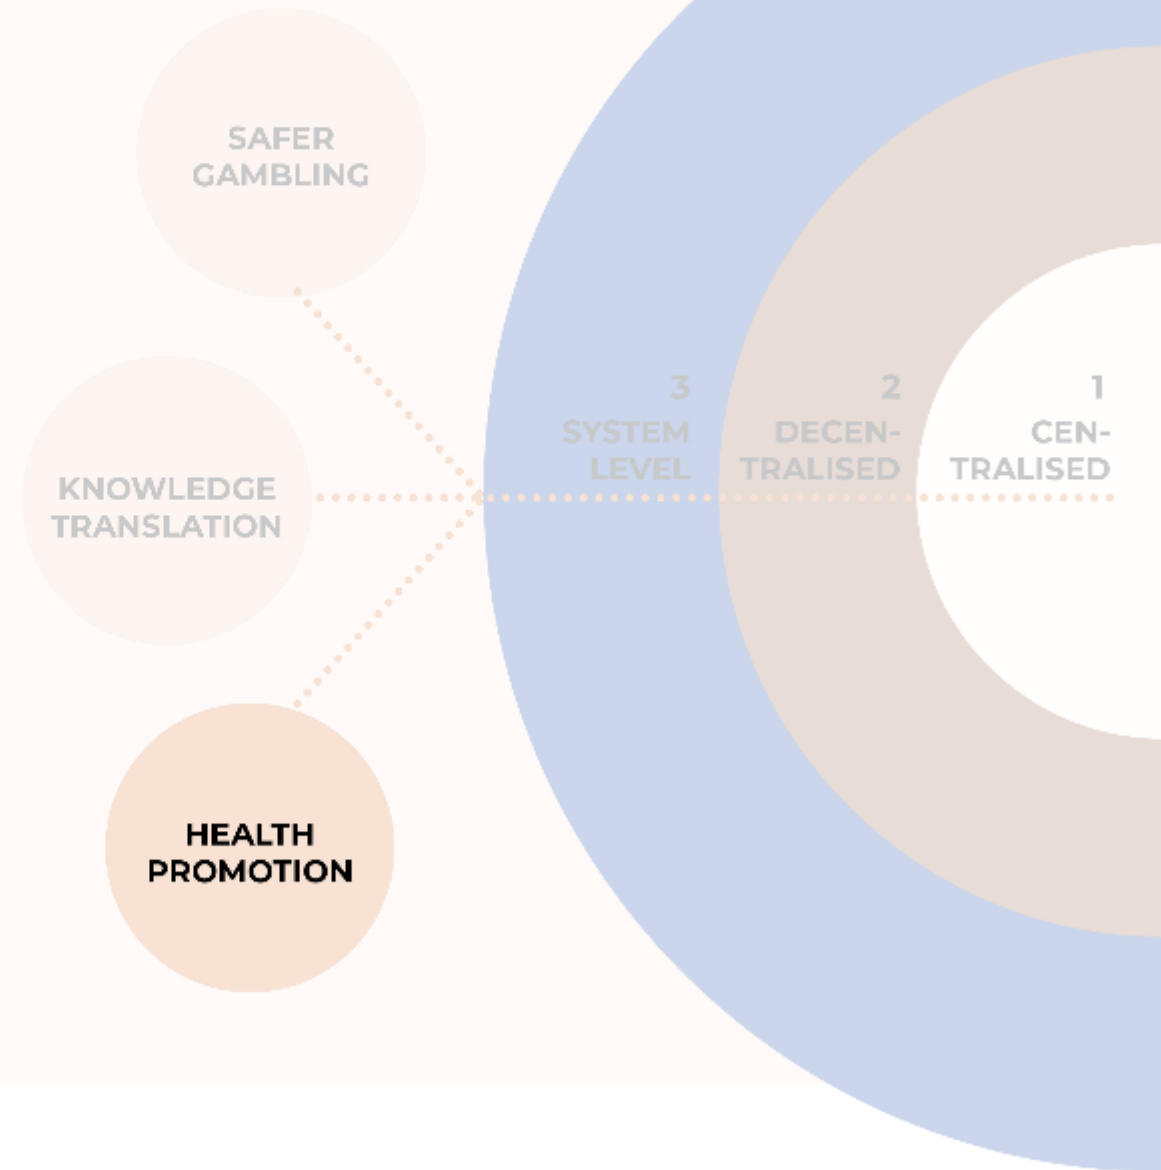 SAFER
GAMBLING
3
SYSTEM
LEVEL
2
DECEN-
TRALISED
1
CEN-
TRALISED
KNOWLEDGE
TRANSLATION
HEALTH
PROMOTION